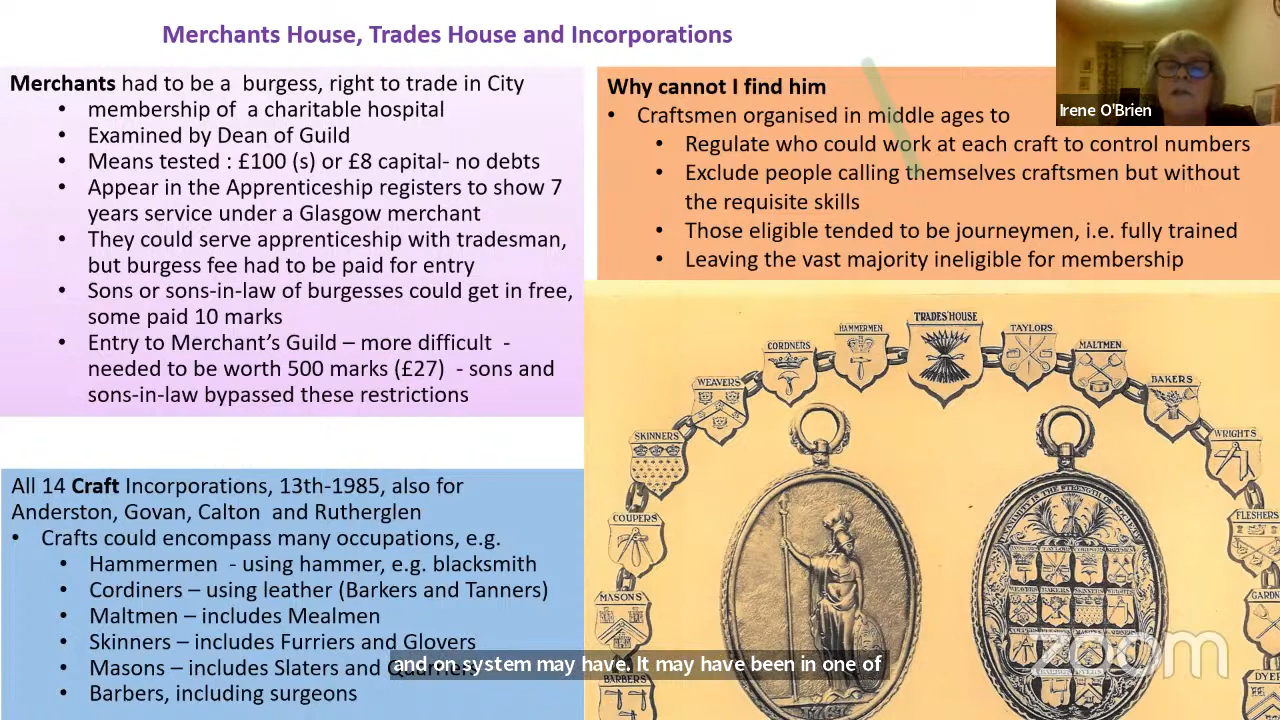 Merchants House, Trades House and Incorporations
Merchants had to be a burgess, right to trade in City
• membership of a charitable hospital
• Examined by Dean of Guild
• Means tested : £100 (s) or £8 capital- no debts
• Appear in the Apprenticeship registers to show 7
years service under a Glasgow merchant
• They could serve apprenticeship with tradesman,
but burgess fee had to be paid for entry
• Sons or sons-in-law of burgesses could get in free,
some paid 10 marks
• Entry to Merchant's Guild – more difficult -
needed to be worth 500 marks (£27) - sons and
sons-in-law bypassed these restrictions
All 14 Craft Incorporations, 13th-1985, also for
Anderston, Govan, Calton and Rutherglen
• Crafts could encompass many occupations, e.g.
• Hammermen - using hammer, e.g. blacksmith
• Cordiners – using leather (Barkers and Tanners)
• Maltmen – includes Mealmen
• Skinners – includes Furriers and Glovers
• Masons – includes Slaters and
• Barbers, including surgeons
Why cannot I find him
• Craftsmen organised in middle ages to
• Regulate who could work at each craft to control numbers
• Exclude people calling themselves craftsmen but without
the requisite skills
• Those eligible tended to be journeymen, i.e. fully trained
• Leaving the vast majority ineligible for membership
Irene O'Brien
TRADES HOUSE
HAMMERMEN
TAYLORS
CORDNERS
MALTMEN
WEAVERS
BAKERS
SKINNERS
WRIGHTS
COUPERS
FLESHERS
MASONS
BARBERS
and on system may have. It may have been in one of
zoom